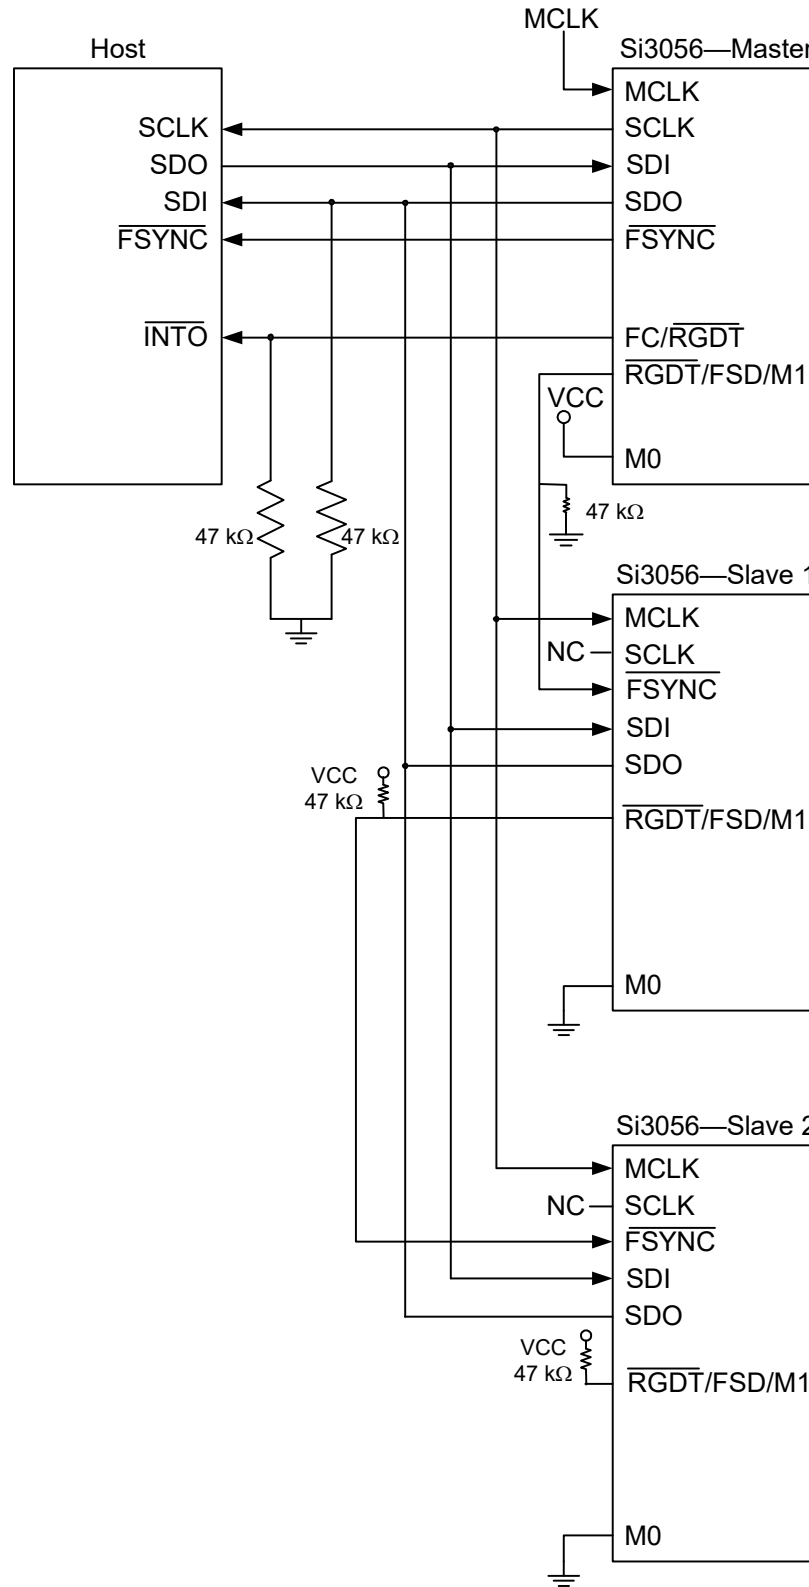 MCLK
Host
Si3056—Master
MCLK
SCLK
SCLK
SDO
SDI
SDI
SDO
FSYNC
FSYNC
INTO
FC/RGDT
RGDT/FSD/M1
VCC
M0
47 kΩ
47 kΩ
47 kΩ
Si3056—Slave 1
MCLK
NC
SCLK
FSYNC
SDI
SDO
VCC
47 kΩ
RGDT/FSD/M1
M0
Si3056—Slave 2
MCLK
NC
SCLK
FSYNC
SDI
SDO
VCC
47 kΩ
RGDT/FSD/M1
M0